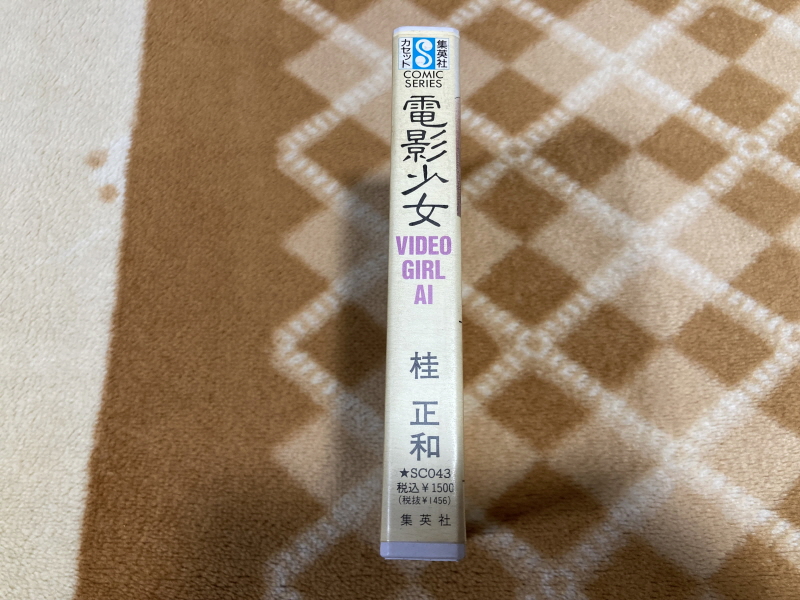 集英社
S
カセット
COMIC
SERIES
電影少女
VIDEO
GIRL
AI
桂正和
★SC043
税込¥1500
(税抜¥1456)
集英社